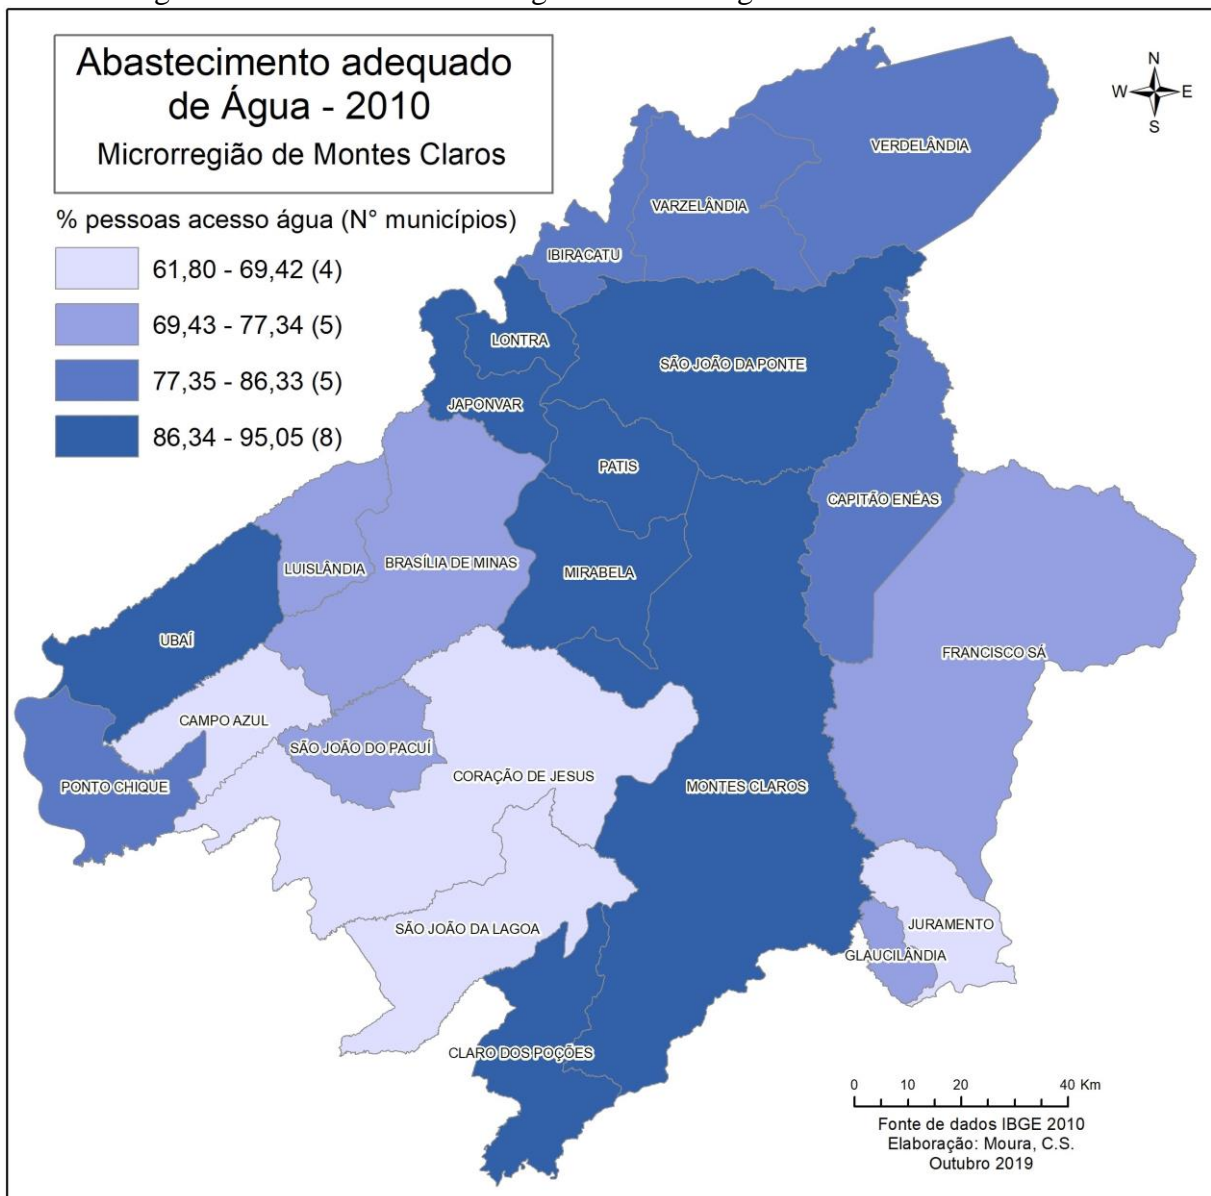 Abastecimento adequado
de Água - 2010
Microrregião de Montes Claros
% pessoas acesso água (N° municípios)
61,80 - 69,42 (4)
69,43 - 77,34 (5)
77,35 - 86,33 (5)
86,34 - 95,05 (8)
N
W E
S
VERDELÂNDIA
VARZELÂNDIA
IBIRACATU
LONTRA
SÃO JOÃO DA PONTE
JAPONVAR
PATIS
CAPITÃO ENÉAS
LUISLÂNDIA
BRASÍLIA DE MINAS
MIRABELA
UBAÍ
FRANCISCO SÁ
CAMPO AZUL
SÃO JOÃO DO PACUÍ
CORAÇÃO DE JESUS
PONTO CHIQUE
MONTES CLAROS
SÃO JOÃO DA LAGOA
JURAMENTO
GLAUCILÂNDIA
CLARO DOS POÇÕES
0 10 20 40 Km
Fonte de dados IBGE 2010
Elaboração: Moura, C.S.
Outubro 2019